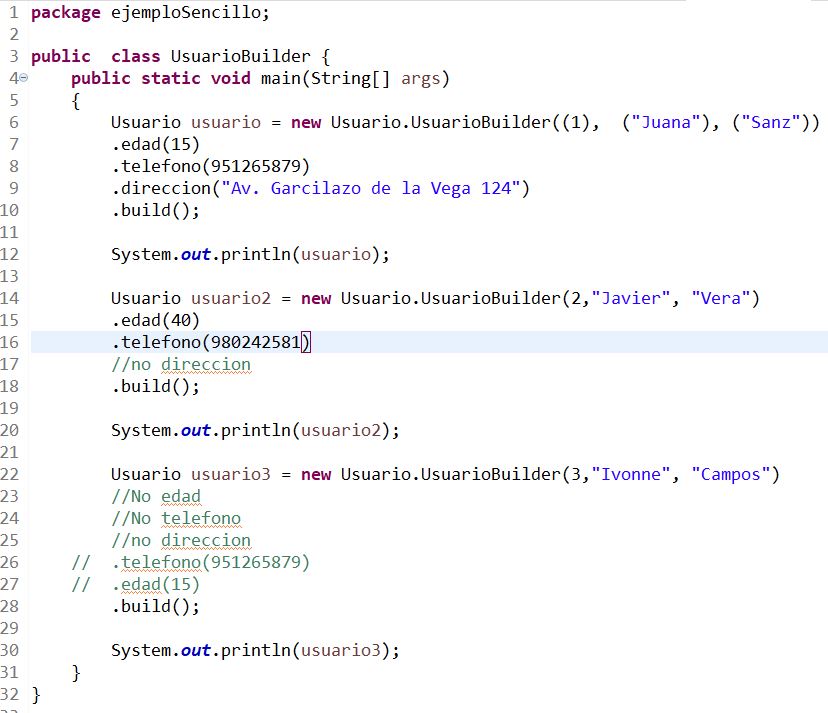 1 package ejemploSencillo;
2
3 public  class UsuarioBuilder {
4     public static void main(String[] args)
5     {
6         Usuario usuario = new Usuario.UsuarioBuilder((1),  ("Juana"), ("Sanz"))
7         .edad(15)
8         .telefono(951265879)
9         .direccion("Av. Garcilazo de la Vega 124")
10         .build();
11
12         System.out.println(usuario);
13
14         Usuario usuario2 = new Usuario.UsuarioBuilder(2,"Javier", "Vera")
15         .edad(40)
16         .telefono(980242581)
17         //no direccion
18         .build();
19
20         System.out.println(usuario2);
21
22         Usuario usuario3 = new Usuario.UsuarioBuilder(3,"Ivonne", "Campos")
23         //No edad
24         //No telefono
25         //no direccion
26     //  .telefono(951265879)
27     //  .edad(15)
28         .build();
29
30         System.out.println(usuario3);
31     }
32 }